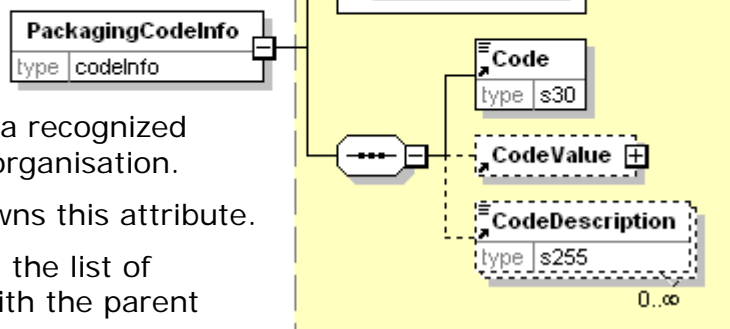 PackagingCodeInfo
type codeInfo
a recognized
organisation.
wns this attribute.
the list of
ith the parent
Code
type s30
CodeValue
CodeDescription
type s255
0..∞